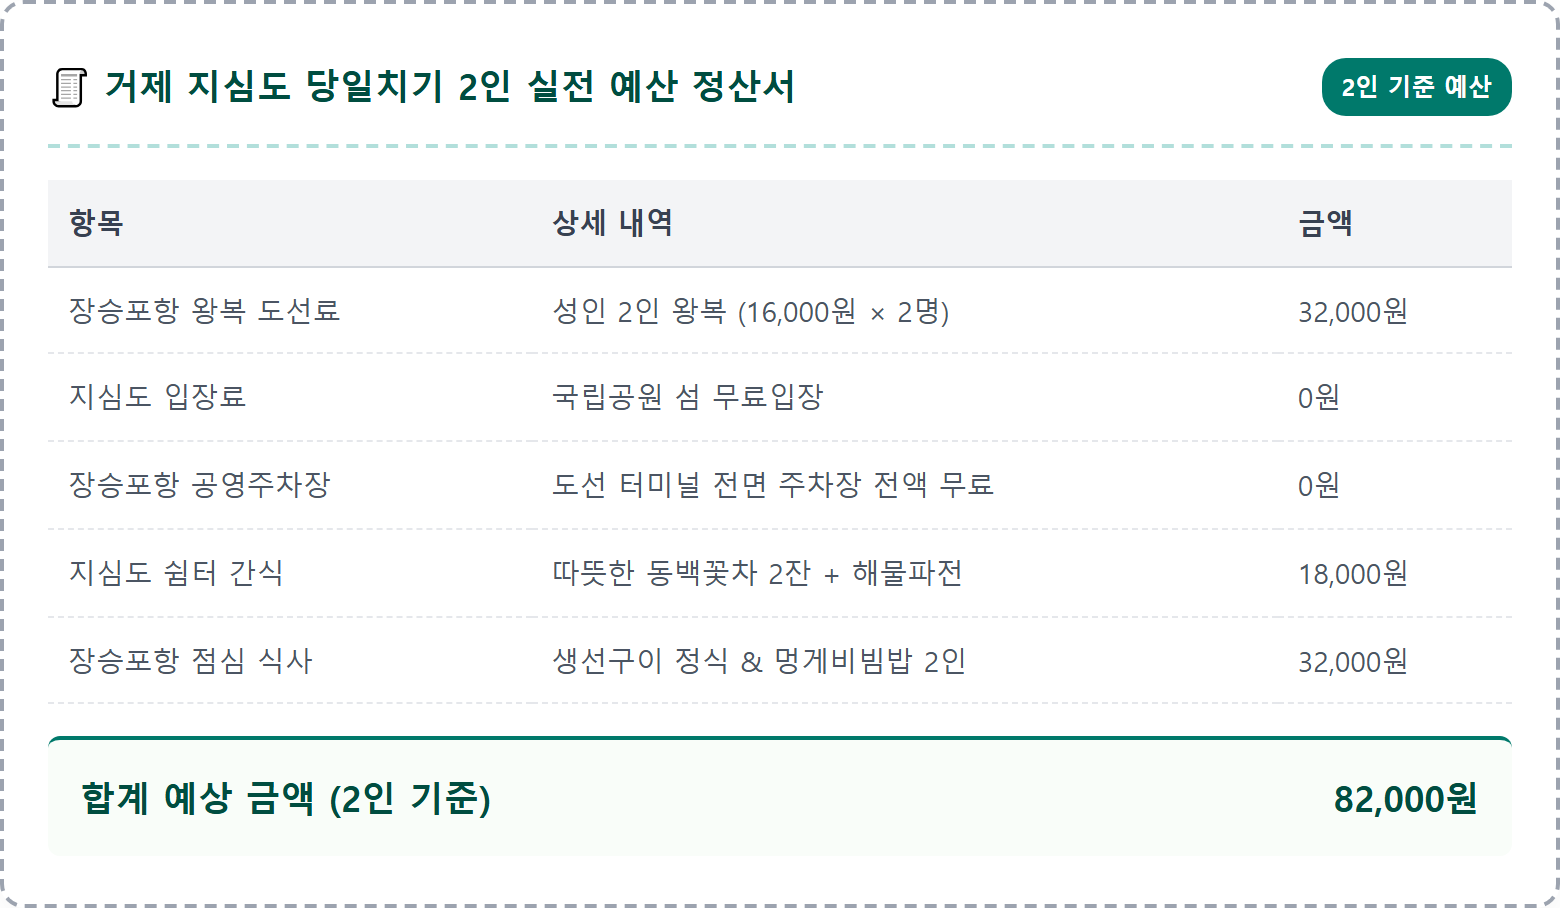 거제 지심도 당일치기 2인 실전 예산 정산서
2인 기준 예산
항목 상세 내역 금액
장승포항 왕복 도선료 성인 2인 왕복 (16,000원 × 2명) 32,000원
지심도 입장료 국립공원 섬 무료입장 0원
장승포항 공영주차장 도선 터미널 전면 주차장 전액 무료 0원
지심도 쉼터 간식 따뜻한 동백꽃차 2잔 + 해물파전 18,000원
장승포항 점심 식사 생선구이 정식 & 멍게비빔밥 2인 32,000원
합계 예상 금액 (2인 기준) 82,000원